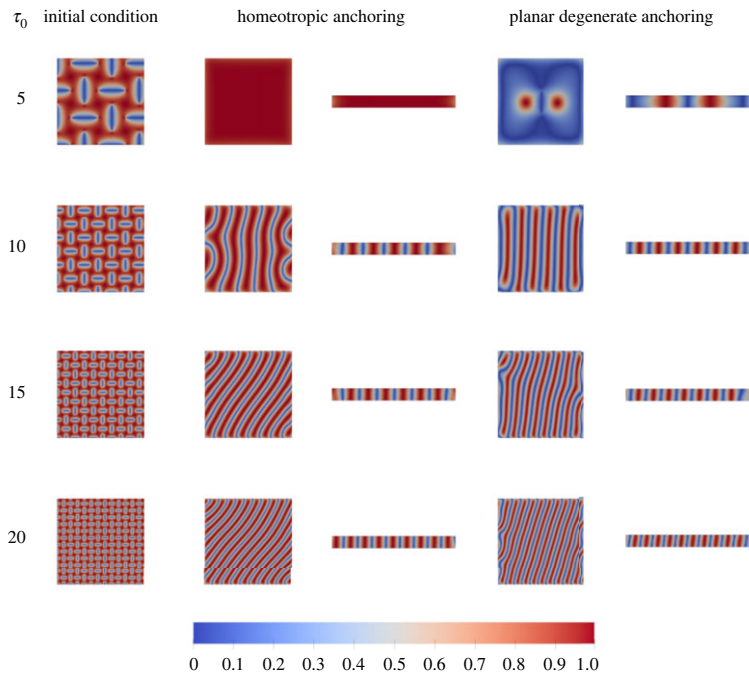 τ₀ initial condition homeotropic anchoring planar degenerate anchoring
5
10
15
20
0 0.1 0.2 0.3 0.4 0.5 0.6 0.7 0.8 0.9 1.0